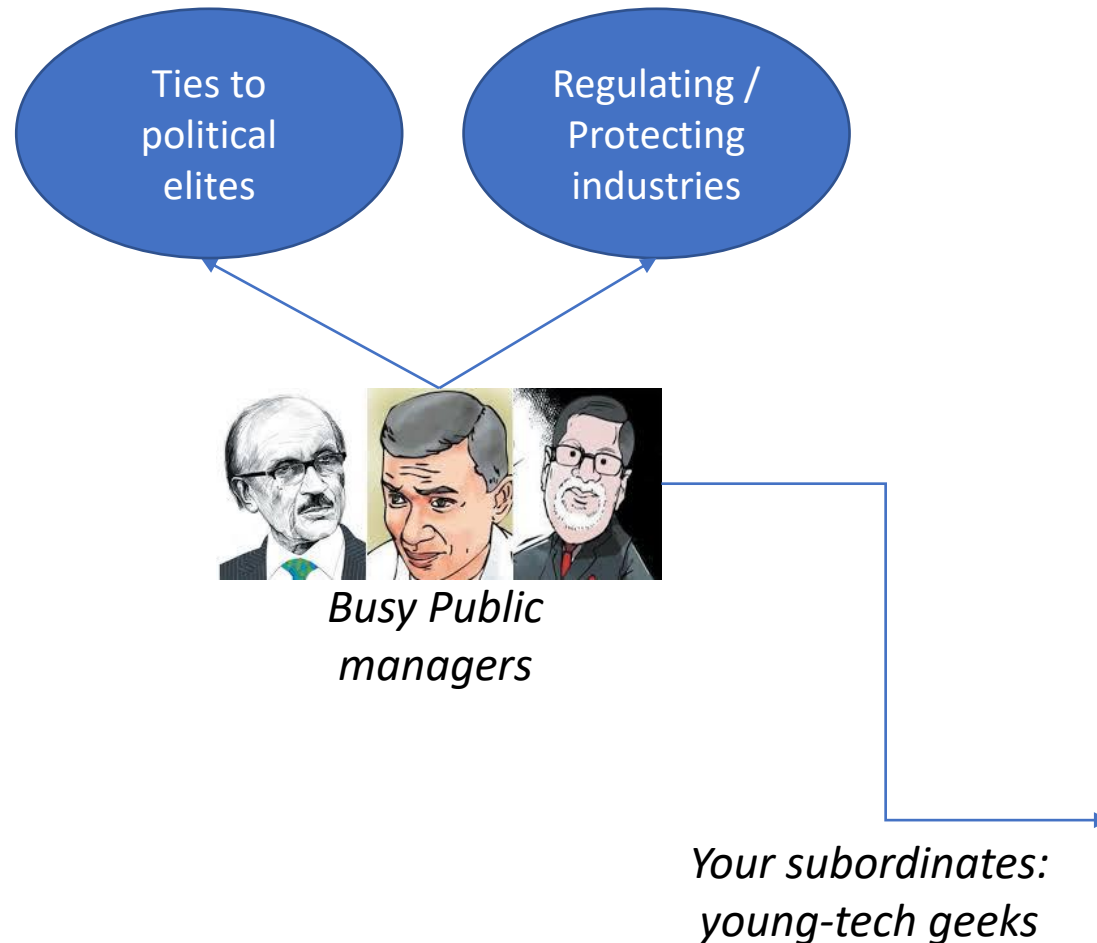 Ties to
political
elites
Regulating /
Protecting
industries
Busy Public
managers
Your subordinates:
young-tech geeks